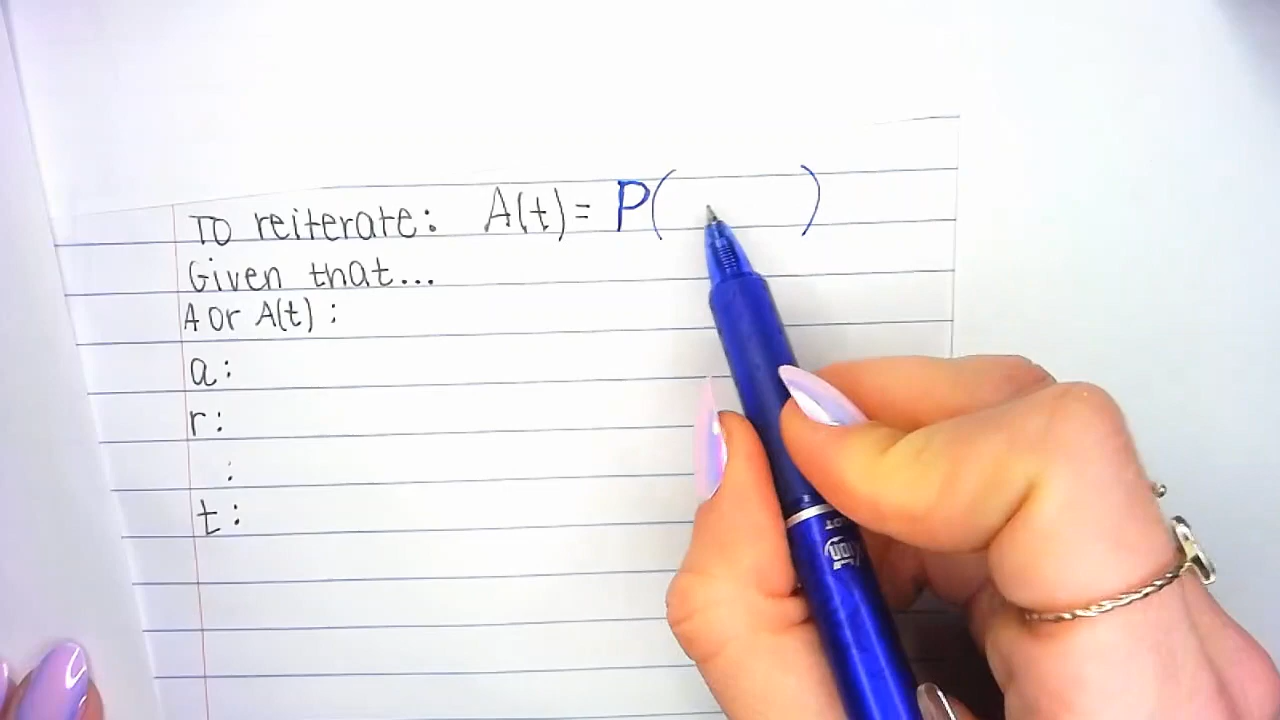 To reiterate: A(t) = P( )
Given that...
A or A(t) :
a :
r :
:
t :